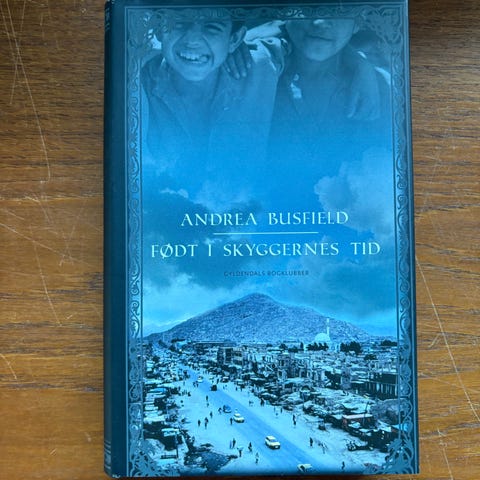 ANDREA BUSFIELD
FØDT I SKYGGERNES TID
GYLDENDALS BOGKLUBBER